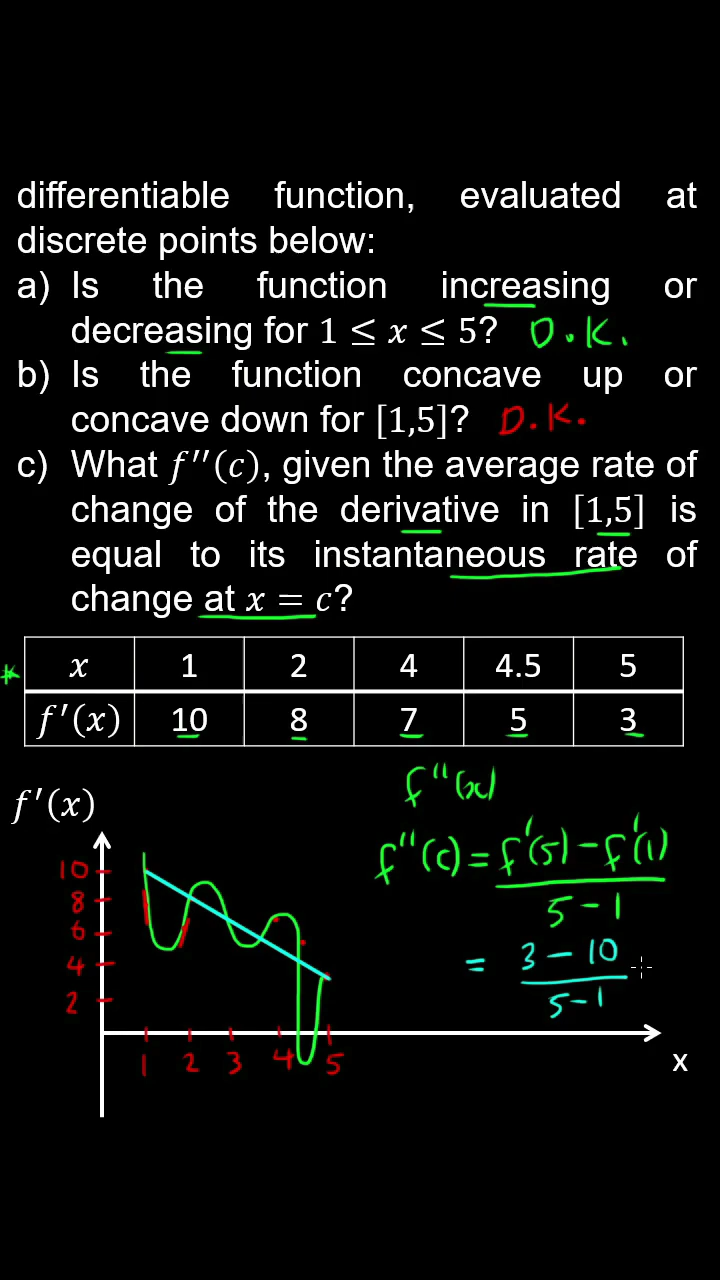 differentiable function, evaluated at
discrete points below:
a) Is the function increasing or
decreasing for 1 ≤ x ≤ 5? D.K.
b) Is the function concave up or
concave down for [1,5]? D.K.
c) What f''(c), given the average rate of
change of the derivative in [1,5] is
equal to its instantaneous rate of
change at x = c?
* x 1 2 4 4.5 5
f'(x) 10 8 7 5 3
f''(x)
f'(x)
f''(c) = f'(5) - f'(1)
5 - 1
= 3 - 10
5 - 1
10
8
6
4
2
1 2 3 4 5
x